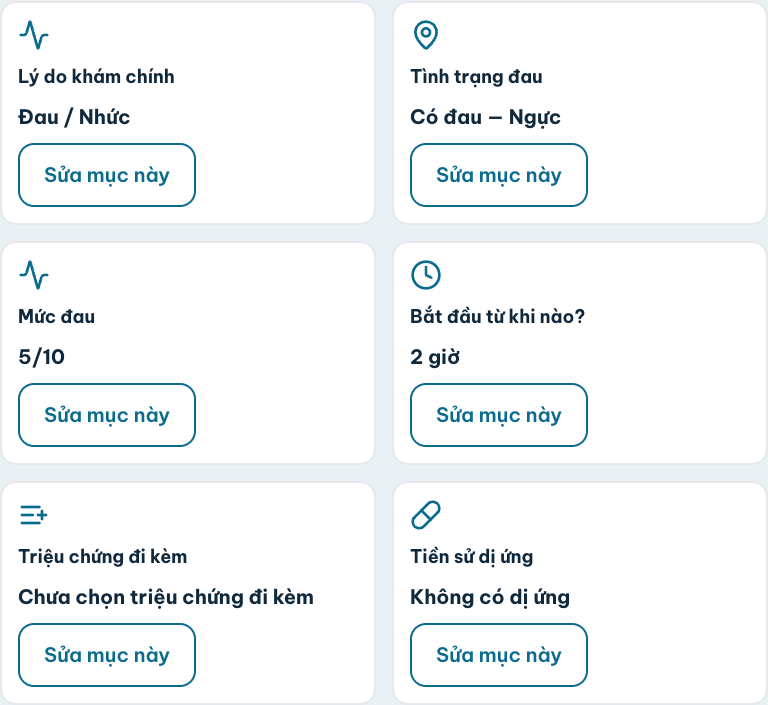 Lý do khám chính
Đau / Nhức
Sửa mục này
Tình trạng đau
Có đau — Ngực
Sửa mục này
Mức đau
5/10
Sửa mục này
Bắt đầu từ khi nào?
2 giờ
Sửa mục này
Triệu chứng đi kèm
Chưa chọn triệu chứng đi kèm
Sửa mục này
Tiền sử dị ứng
Không có dị ứng
Sửa mục này